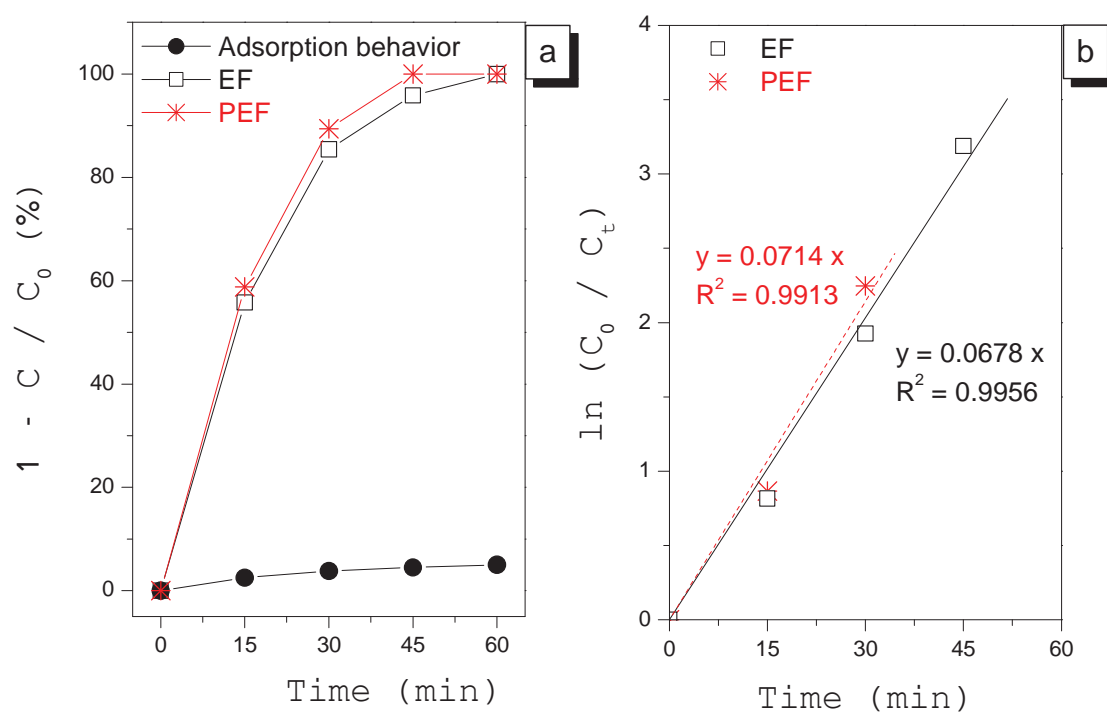 Adsorption behavior
EF
PEF
a
100
80
60
40
20
0
1 - C / C₀ (%)
0 15 30 45 60
Time (min)
EF
PEF
b
4
3
2
1
0
ln (C₀ / Cₜ)
y = 0.0714 x
R² = 0.9913
y = 0.0678 x
R² = 0.9956
0 15 30 45 60
Time (min)